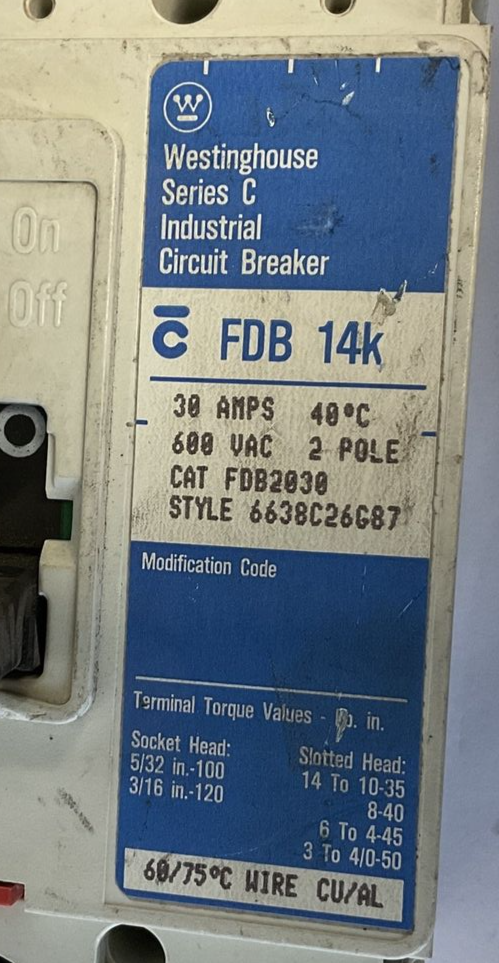 On
Off
W
Westinghouse
Series C
Industrial
Circuit Breaker
C FDB 14k
30 AMPS 40°C
600 VAC 2 POLE
CAT FDB2030
STYLE 6638C26G87
Modification Code
Terminal Torque Values - in.
Socket Head:
5/32 in.-100
3/16 in.-120
Slotted Head:
14 To 10-35
8-40
6 To 4-45
3 To 4/0-50
60/75°C WIRE CU/AL